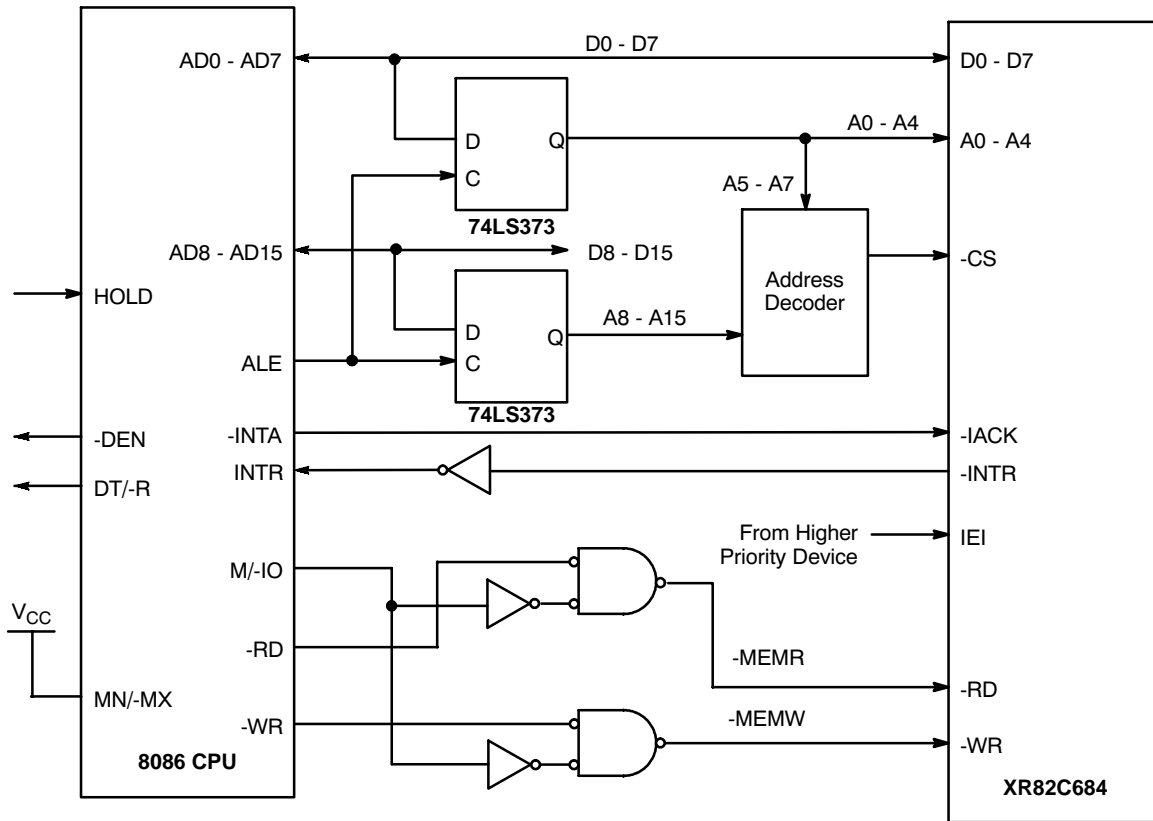 D0 - D7
AD0 - AD7
D0 - D7
D
Q
A0 - A4
A0 - A4
C
A5 - A7
74LS373
AD8 - AD15
D8 - D15
-CS
Address
Decoder
HOLD
D
Q
A8 - A15
ALE
C
74LS373
-DEN
-INTA
-IACK
INTR
-INTR
DT/-R
From Higher
Priority Device
IEI
M/-IO
VCC
-RD
-MEMR
-RD
MN/-MX
-MEMW
-WR
-WR
8086 CPU
XR82C684